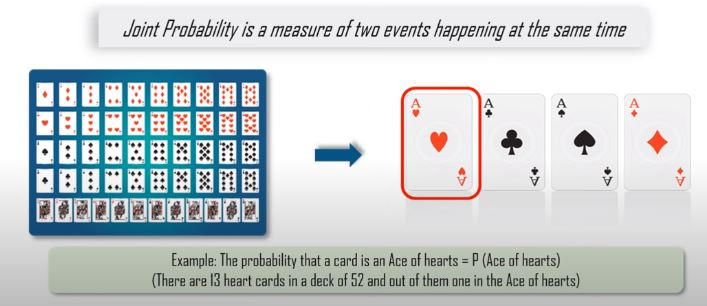 Joint Probability is a measure of two events happening at the same time
A A A A
A A A A
Example: The probability that a card is an Ace of hearts = P (Ace of hearts)
(There are 13 heart cards in a deck of 52 and out of them one in the Ace of hearts)